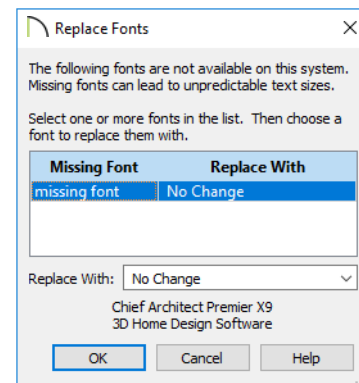 Replace Fonts
The following fonts are not available on this system.
Missing fonts can lead to unpredictable text sizes.
Select one or more fonts in the list. Then choose a
font to replace them with.
Missing Font Replace With
missing font No Change
Replace With: No Change
Chief Architect Premier X9
3D Home Design Software
OK Cancel Help